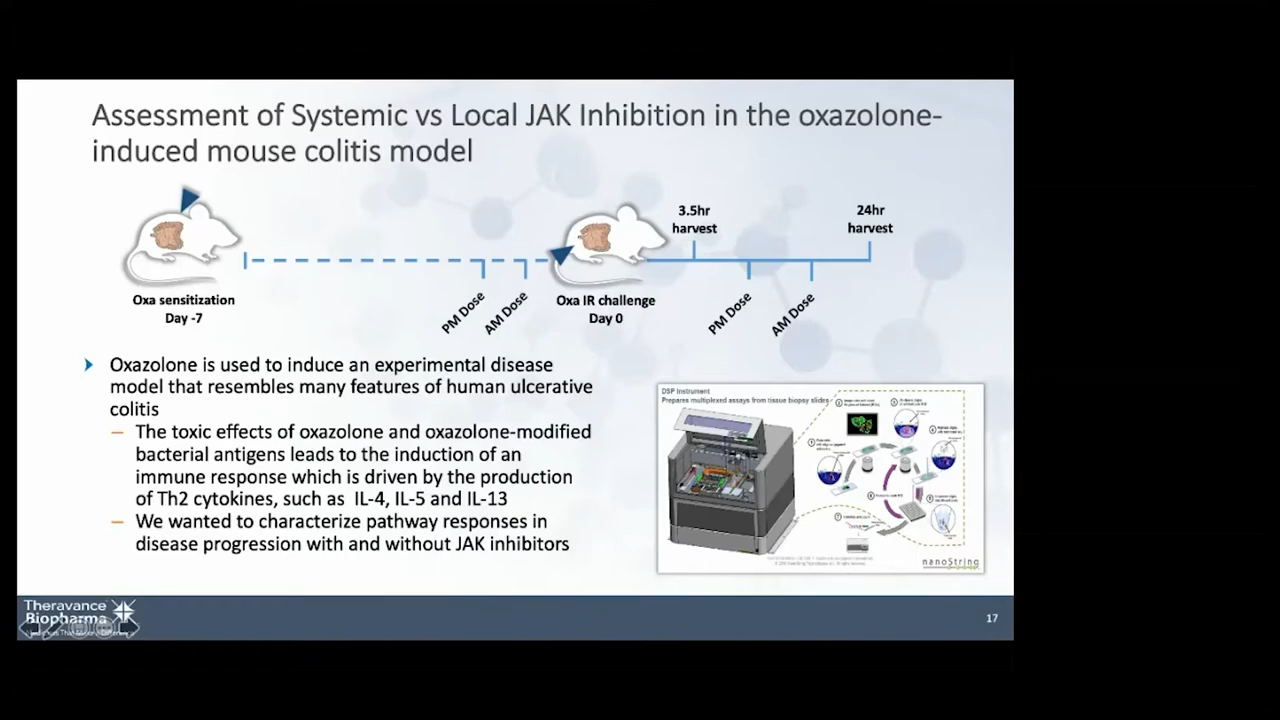 Assessment of Systemic vs Local JAK Inhibition in the oxazolone-
induced mouse colitis model
3.5hr
harvest
24hr
harvest
Oxa sensitization
Day -7
PM Dose
AM Dose
Oxa IR challenge
Day 0
PM Dose
AM Dose
Oxazolone is used to induce an experimental disease
model that resembles many features of human ulcerative
colitis
– The toxic effects of oxazolone and oxazolone-modified
bacterial antigens leads to the induction of an
immune response which is driven by the production
of Th2 cytokines, such as IL-4, IL-5 and IL-13
– We wanted to characterize pathway responses in
disease progression with and without JAK inhibitors
DSP Instrument
Prepares multiplexed assays from tissue biopsy slides
nanoString
Theravance
Biopharma
17